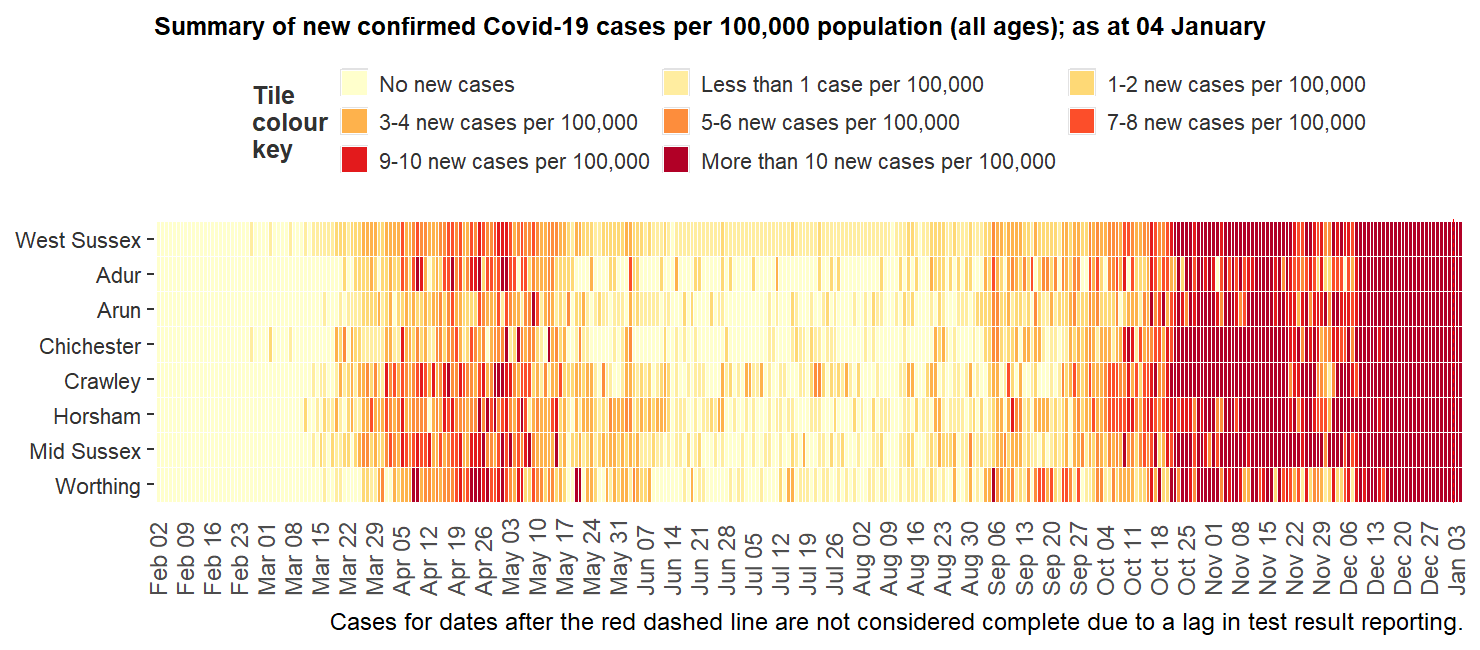 Summary of new confirmed Covid-19 cases per 100,000 population (all ages); as at 04 January
Tile colour key
No new cases
Less than 1 case per 100,000
1-2 new cases per 100,000
3-4 new cases per 100,000
5-6 new cases per 100,000
7-8 new cases per 100,000
9-10 new cases per 100,000
More than 10 new cases per 100,000
West Sussex
Adur
Arun
Chichester
Crawley
Horsham
Mid Sussex
Worthing
Feb 02
Feb 09
Feb 16
Feb 23
Mar 01
Mar 08
Mar 15
Mar 22
Mar 29
Apr 05
Apr 12
Apr 19
Apr 26
May 03
May 10
May 17
May 24
May 31
Jun 07
Jun 14
Jun 21
Jun 28
Jul 05
Jul 12
Jul 19
Jul 26
Aug 02
Aug 09
Aug 16
Aug 23
Aug 30
Sep 06
Sep 13
Sep 20
Sep 27
Oct 04
Oct 11
Oct 18
Oct 25
Nov 01
Nov 08
Nov 15
Nov 22
Nov 29
Dec 06
Dec 13
Dec 20
Dec 27
Jan 03
Cases for dates after the red dashed line are not considered complete due to a lag in test result reporting.